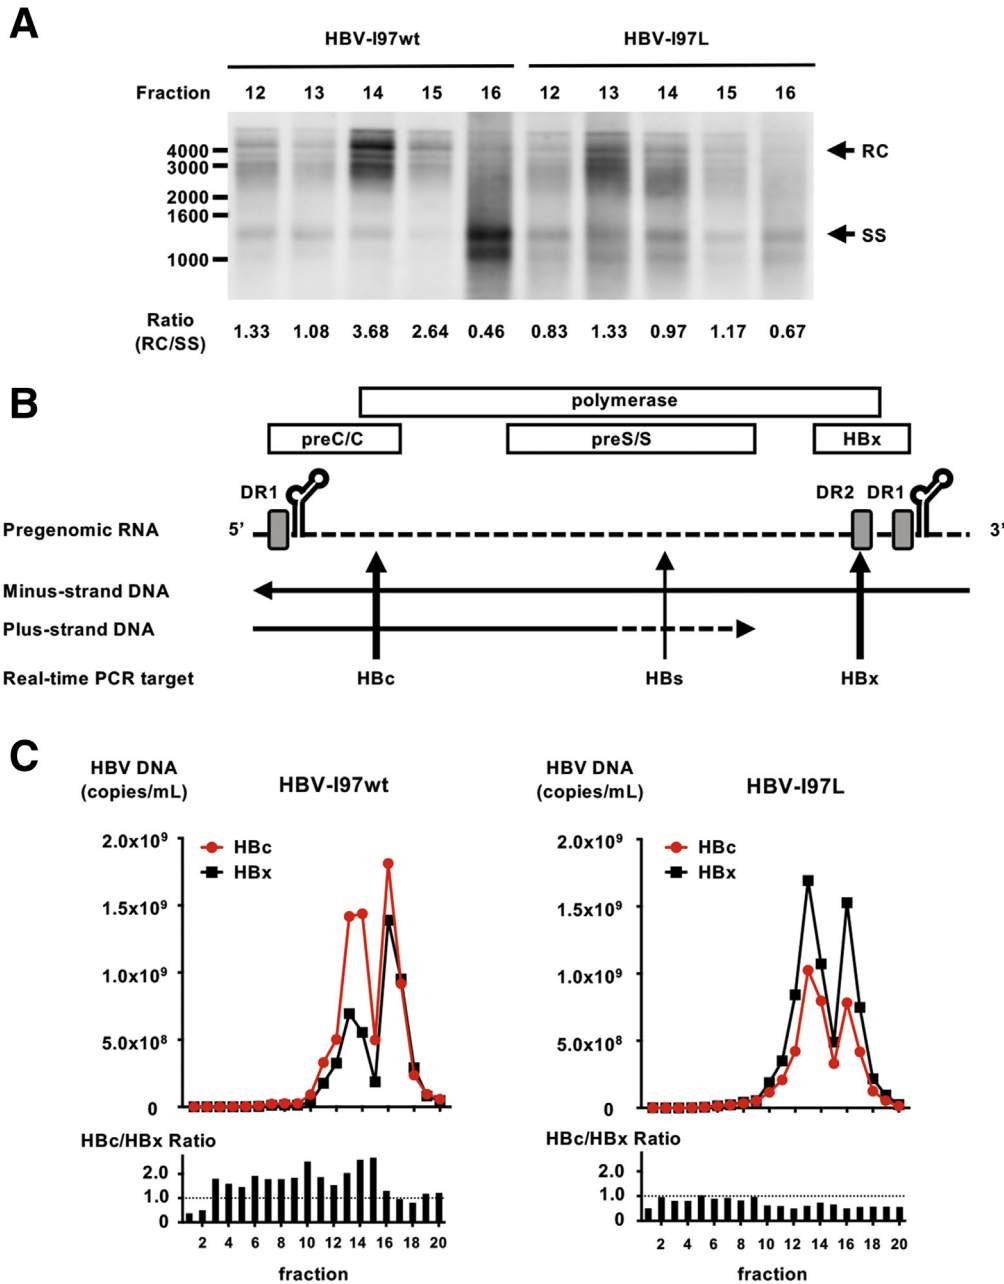 A
HBV-I97wt HBV-I97L
Fraction 12 13 14 15 16 12 13 14 15 16
4000 RC
3000
2000
1600
SS
1000
Ratio
(RC/SS) 1.33 1.08 3.68 2.64 0.46 0.83 1.33 0.97 1.17 0.67
B
polymerase
preC/C preS/S HBx
DR1 DR2 DR1
Pregenomic RNA 5’ 3’
Minus-strand DNA
Plus-strand DNA
Real-time PCR target HBc HBs HBx
C
HBV DNA
(copies/mL)
HBV-I97wt
2.0x10⁹
HBc
HBx
1.5x10⁹
1.0x10⁹
5.0x10⁸
0
HBc/HBx Ratio
2.0
1.0
0
2 4 6 8 10 12 14 16 18 20
fraction
HBV DNA
(copies/mL)
HBV-I97L
2.0x10⁹
HBc
HBx
1.5x10⁹
1.0x10⁹
5.0x10⁸
0
HBc/HBx Ratio
2.0
1.0
0
2 4 6 8 10 12 14 16 18 20
fraction